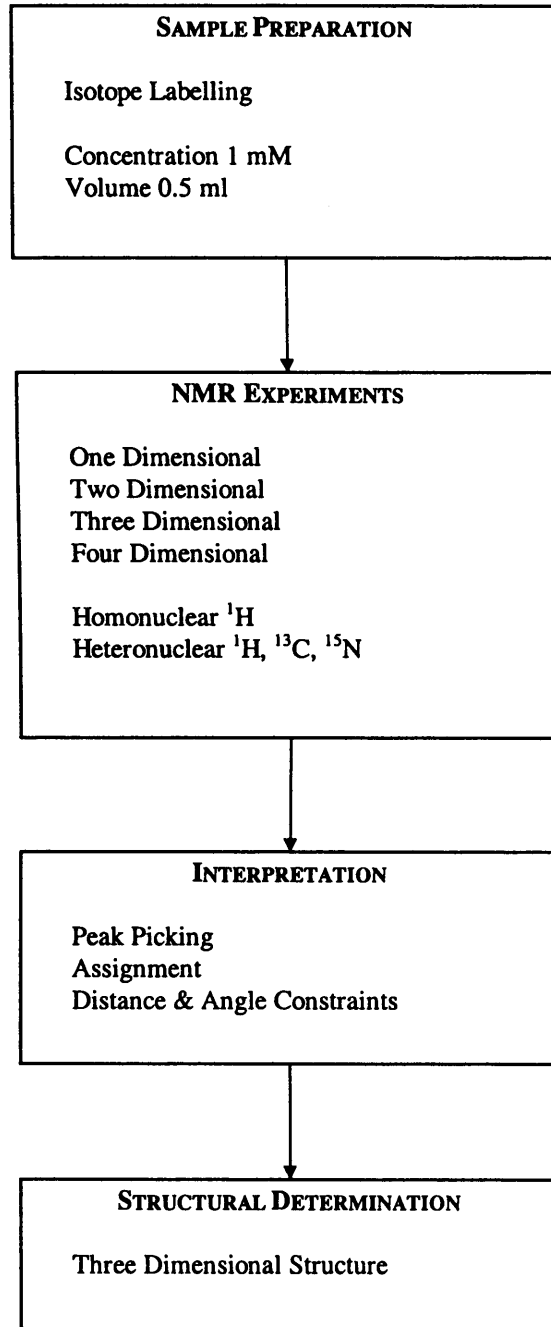 SAMPLE PREPARATION
Isotope Labelling
Concentration 1 mM
Volume 0.5 ml
NMR EXPERIMENTS
One Dimensional
Two Dimensional
Three Dimensional
Four Dimensional
Homonuclear ¹H
Heteronuclear ¹H, ¹³C, ¹⁵N
INTERPRETATION
Peak Picking
Assignment
Distance & Angle Constraints
STRUCTURAL DETERMINATION
Three Dimensional Structure